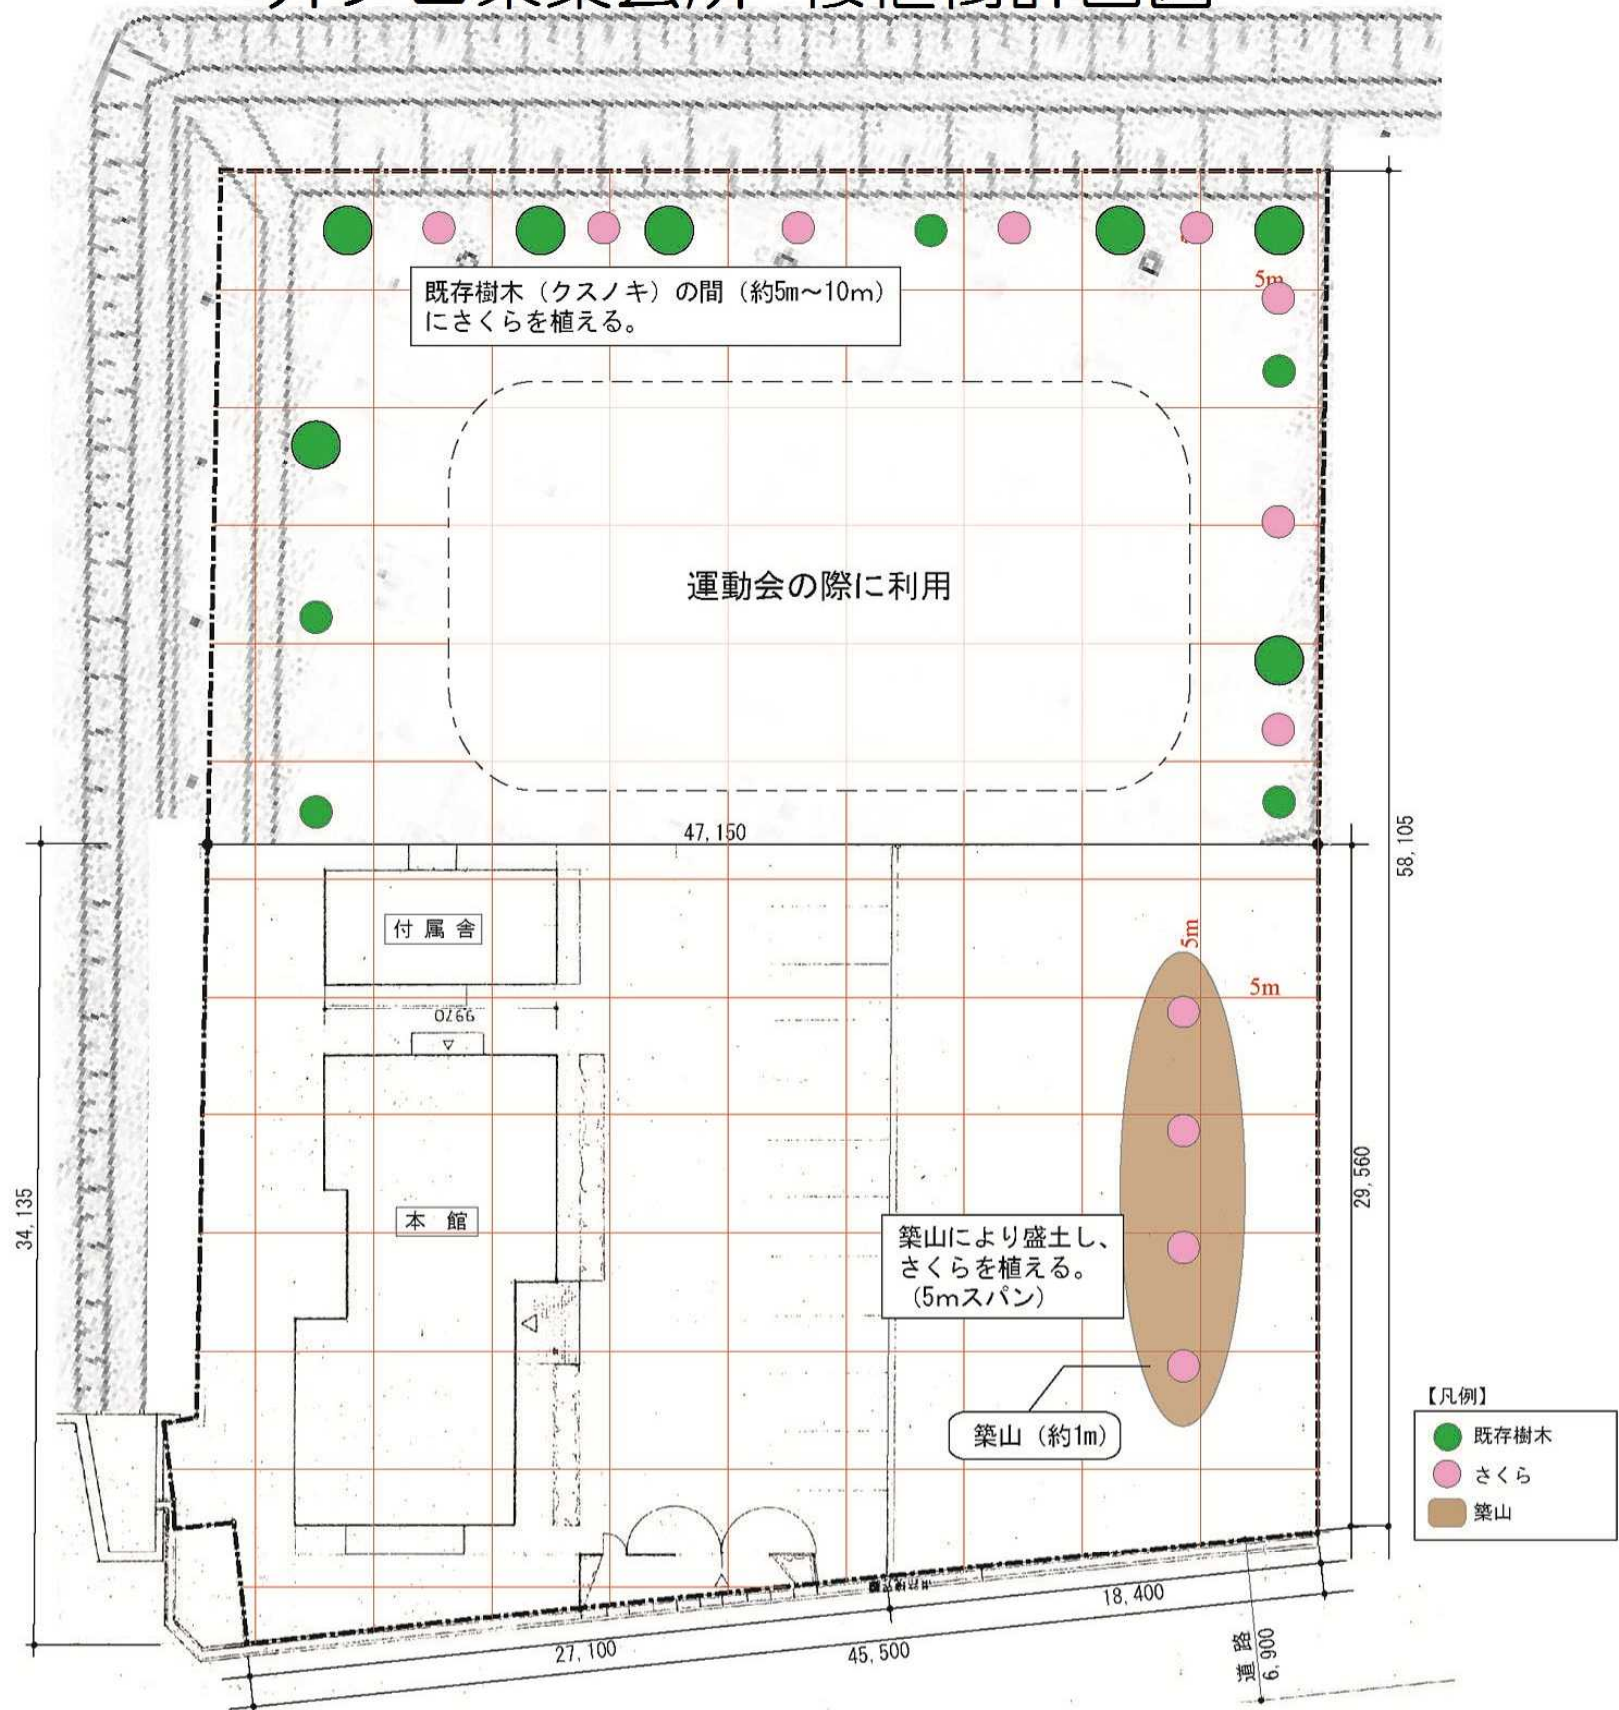 5m
既存樹木（クスノキ）の間（約5m～10m）
にさくらを植える。
運動会の際に利用
47,150
58,105
付属舎
9970
5m
5m
34,135
本館
29,560
築山により盛土し、
さくらを植える。
（5mスパン）
築山（約1m）
【凡例】
既存樹木
さくら
築山
18,400
27,100
45,500
道路
6,900